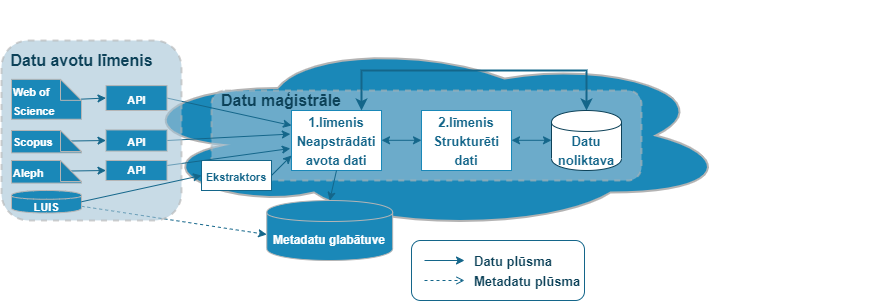 Datu avotu līmenis
Web of
Science
API
Scopus
API
Aleph
API
LUIS
Ekstraktors
Datu maģistrāle
1.līmenis
Neapstrādāti
avota dati
2.līmenis
Strukturēti
dati
Datu
noliktava
Metadatu glabātuve
Datu plūsma
Metadatu plūsma